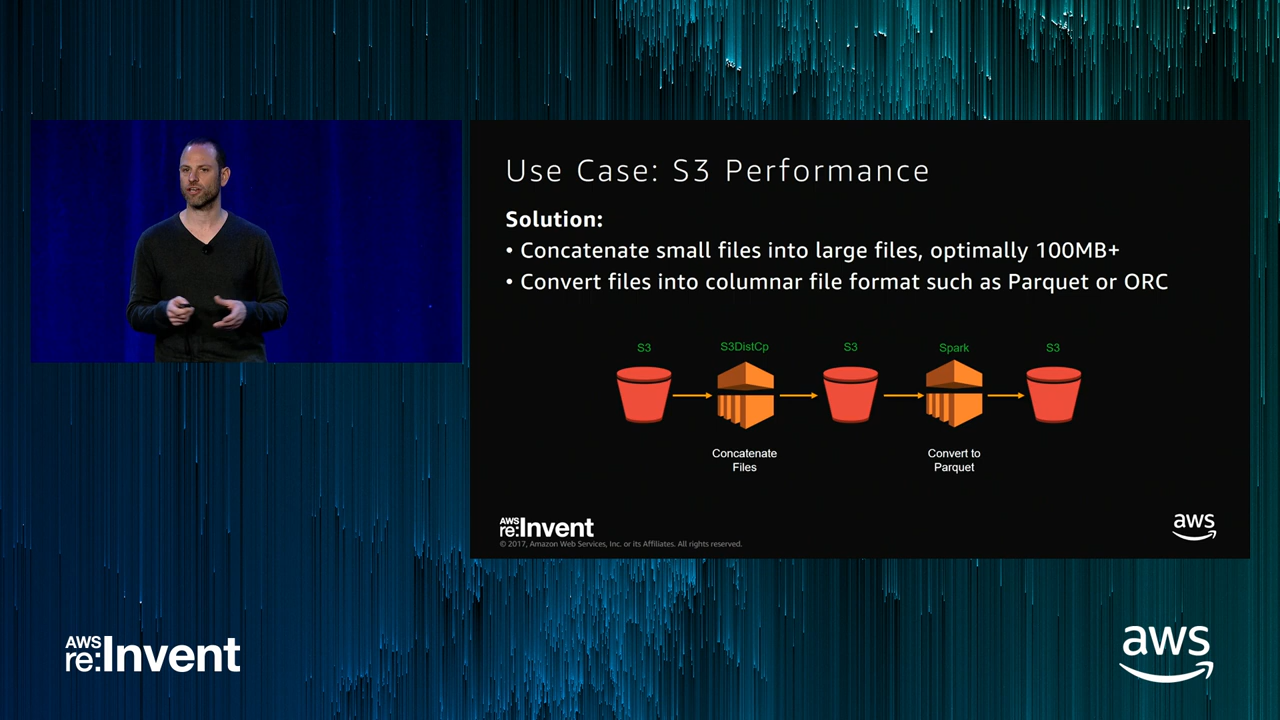 Use Case: S3 Performance
Solution:
• Concatenate small files into large files, optimally 100MB+
• Convert files into columnar file format such as Parquet or ORC
S3
S3DistCp
S3
Spark
S3
Concatenate
Files
Convert to
Parquet
AWS
re:Invent
© 2017, Amazon Web Services, Inc. or its Affiliates. All rights reserved.
aws
AWS
re:Invent
aws